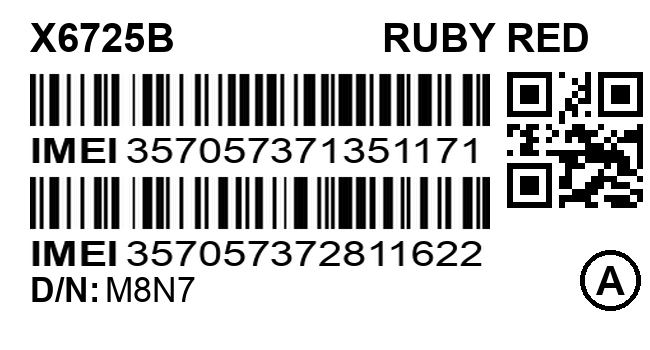 X6725B RUBY RED
IMEI 357057371351171
IMEI 357057372811622
D/N: M8N7
A